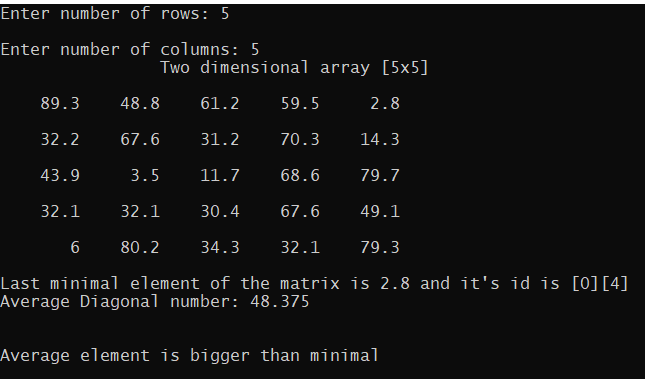 Enter number of rows: 5
Enter number of columns: 5
Two dimensional array [5x5]
89.3 48.8 61.2 59.5 2.8
32.2 67.6 31.2 70.3 14.3
43.9 3.5 11.7 68.6 79.7
32.1 32.1 30.4 67.6 49.1
6 80.2 34.3 32.1 79.3
Last minimal element of the matrix is 2.8 and it's id is [0][4]
Average Diagonal number: 48.375
Average element is bigger than minimal